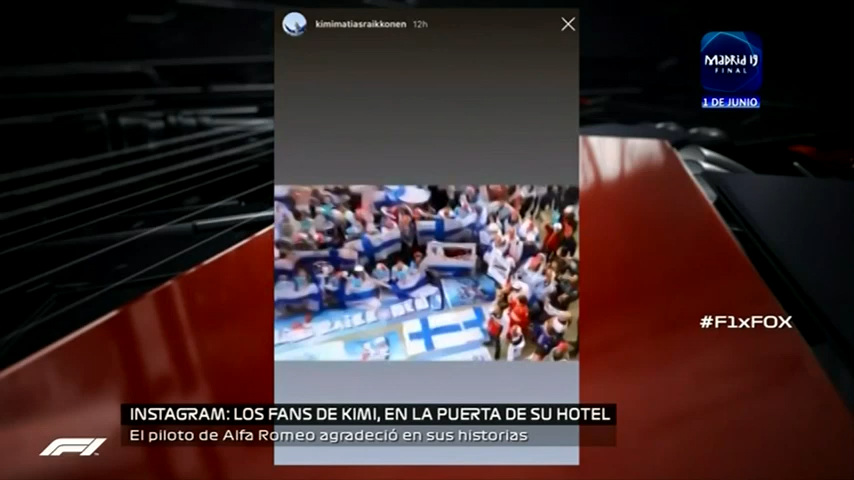 kimimatiasraikkonen 12h
MADRID 19
FINAL
1 DE JUNIO
#F1xFOX
INSTAGRAM: LOS FANS DE KIMI, EN LA PUERTA DE SU HOTEL
El piloto de Alfa Romeo agradeció en sus historias
F1